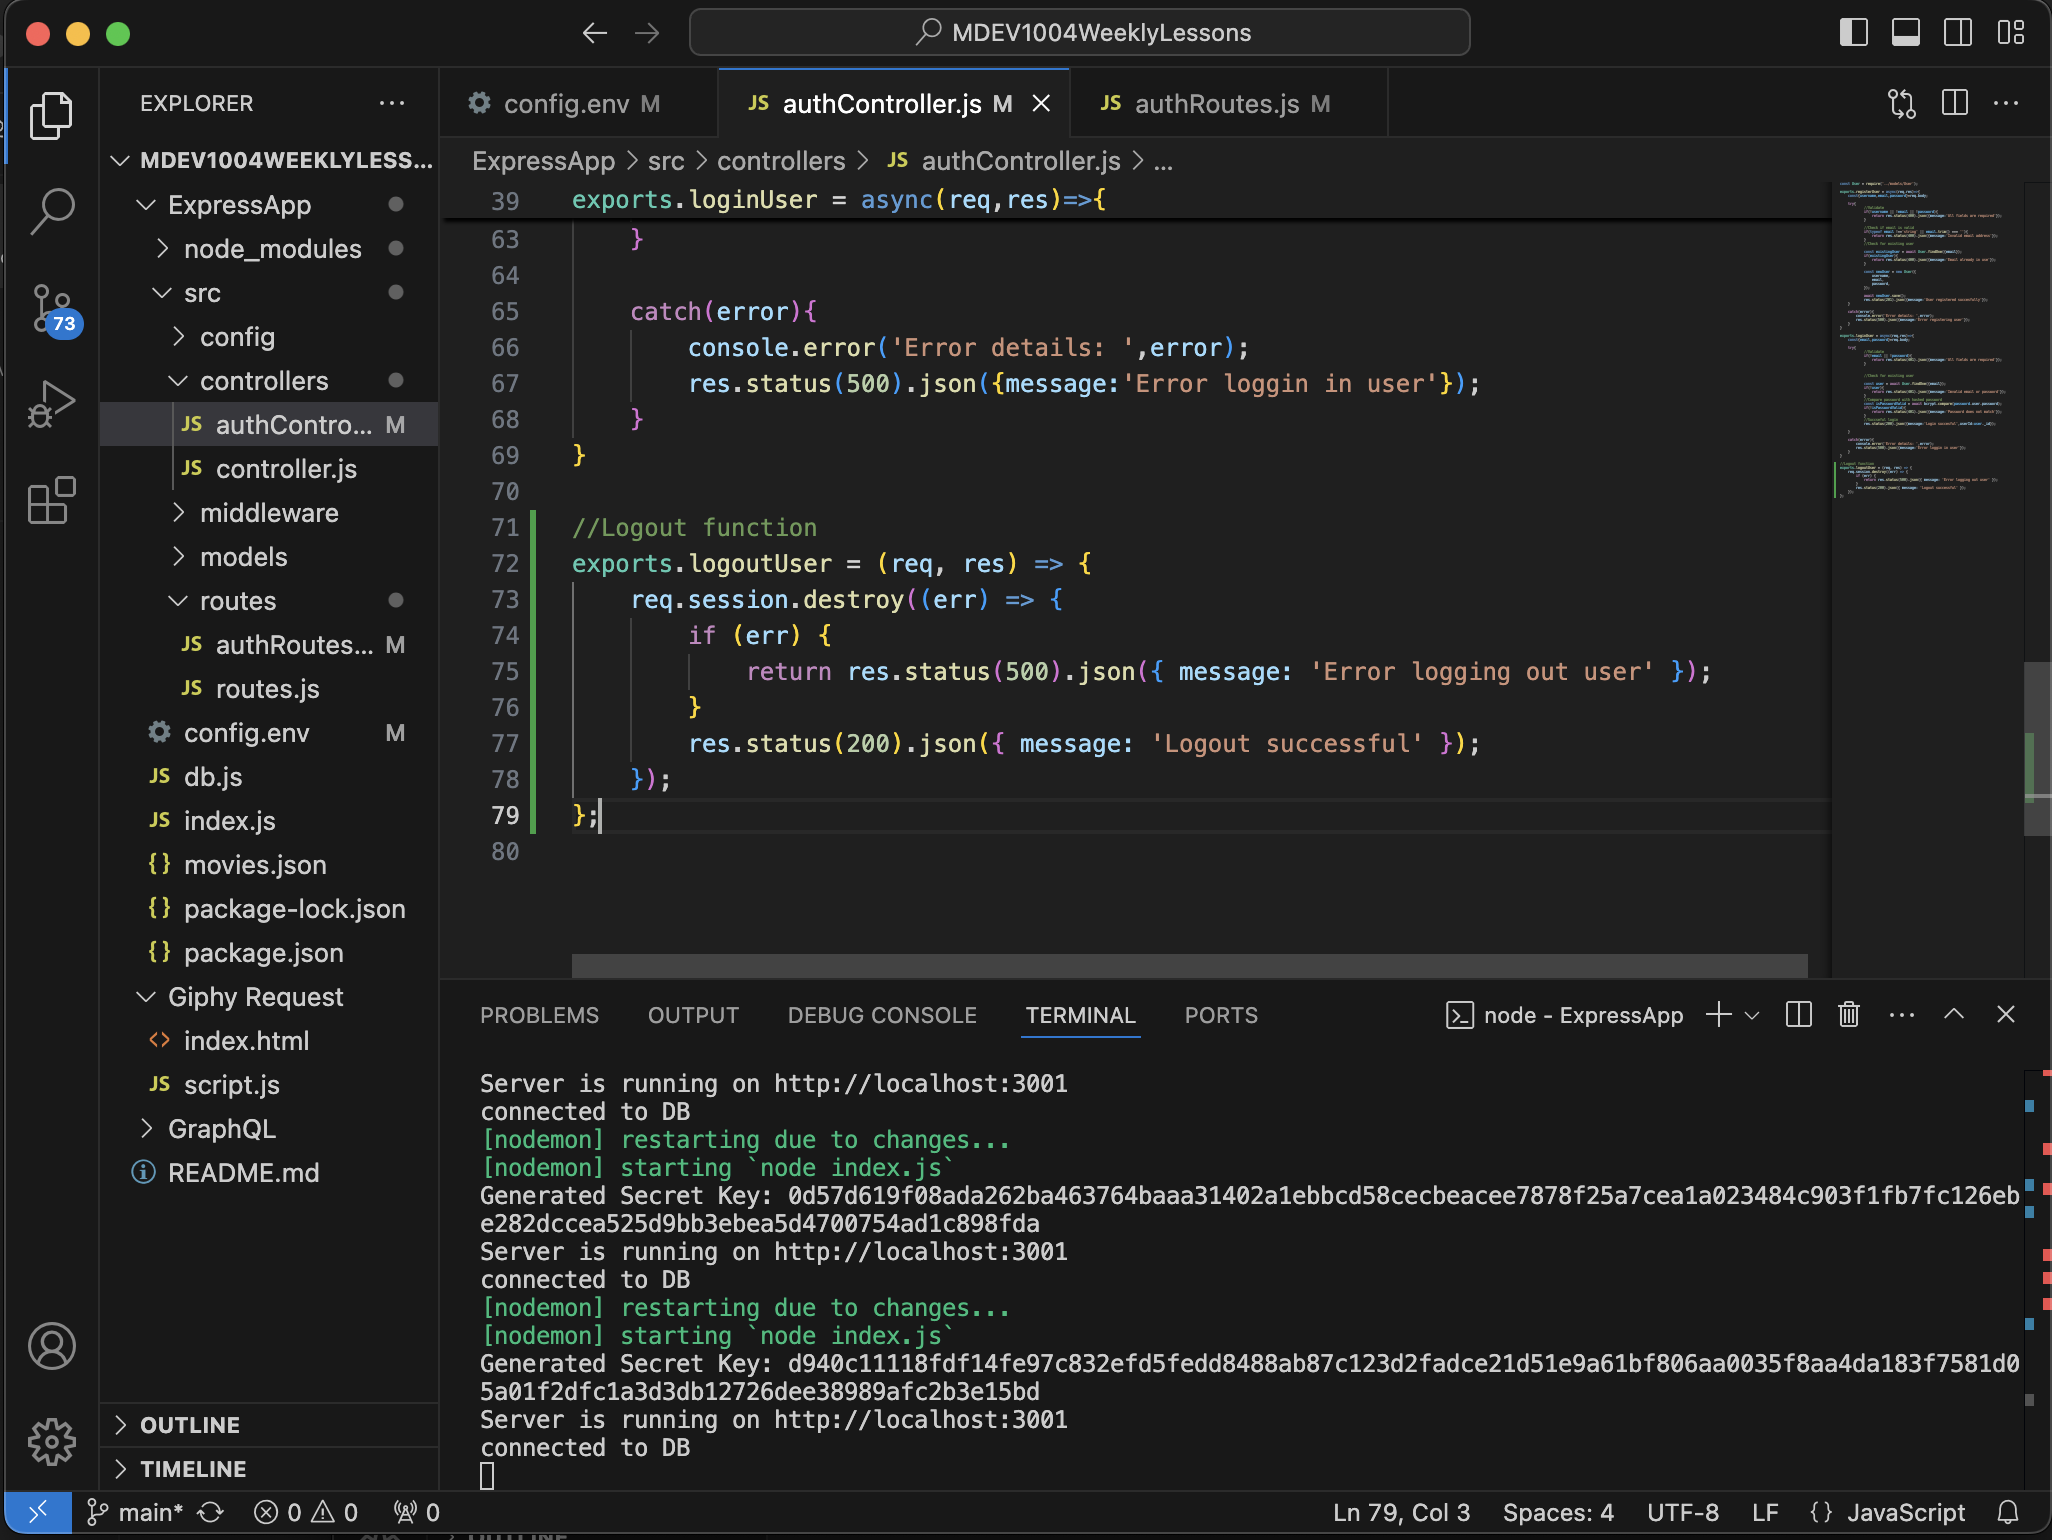 MDEV1004WeeklyLessons
EXPLORER
MDEV1004WEEKLYLESS...
ExpressApp
node_modules
src
config
controllers
JS authContro... M
JS controller.js
middleware
models
routes
JS authRoutes... M
JS routes.js
config.env M
JS db.js
JS index.js
{} movies.json
{} package-lock.json
{} package.json
Giphy Request
<> index.html
JS script.js
GraphQL
README.md
OUTLINE
TIMELINE
73
config.env M
JS authController.js M
JS authRoutes.js M
ExpressApp > src > controllers > JS authController.js > ...
39 exports.loginUser = async(req,res)=>{
63 }
64
65 catch(error){
66 console.error('Error details: ',error);
67 res.status(500).json({message:'Error loggin in user'});
68 }
69 }
70
71 //Logout function
72 exports.logoutUser = (req, res) => {
73 req.session.destroy((err) => {
74 if (err) {
75 return res.status(500).json({ message: 'Error logging out user' });
76 }
77 res.status(200).json({ message: 'Logout successful' });
78 });
79 };
80
PROBLEMS OUTPUT DEBUG CONSOLE TERMINAL PORTS
node - ExpressApp
Server is running on http://localhost:3001
connected to DB
[nodemon] restarting due to changes...
[nodemon] starting `node index.js`
Generated Secret Key: 0d57d619f08ada262ba463764baaa31402a1ebbcd58cecbeacee7878f25a7cea1a023484c903f1fb7fc126eb
e282dccea525d9bb3ebea5d4700754ad1c898fda
Server is running on http://localhost:3001
connected to DB
[nodemon] restarting due to changes...
[nodemon] starting `node index.js`
Generated Secret Key: d940c11118fdf14fe97c832efd5fedd8488ab87c123d2fadce21d51e9a61bf806aa0035f8aa4da183f7581d0
5a01f2dfc1a3d3db12726dee38989afc2b3e15bd
Server is running on http://localhost:3001
connected to DB
main* 0 0 0
Ln 79, Col 3 Spaces: 4 UTF-8 LF {} JavaScript